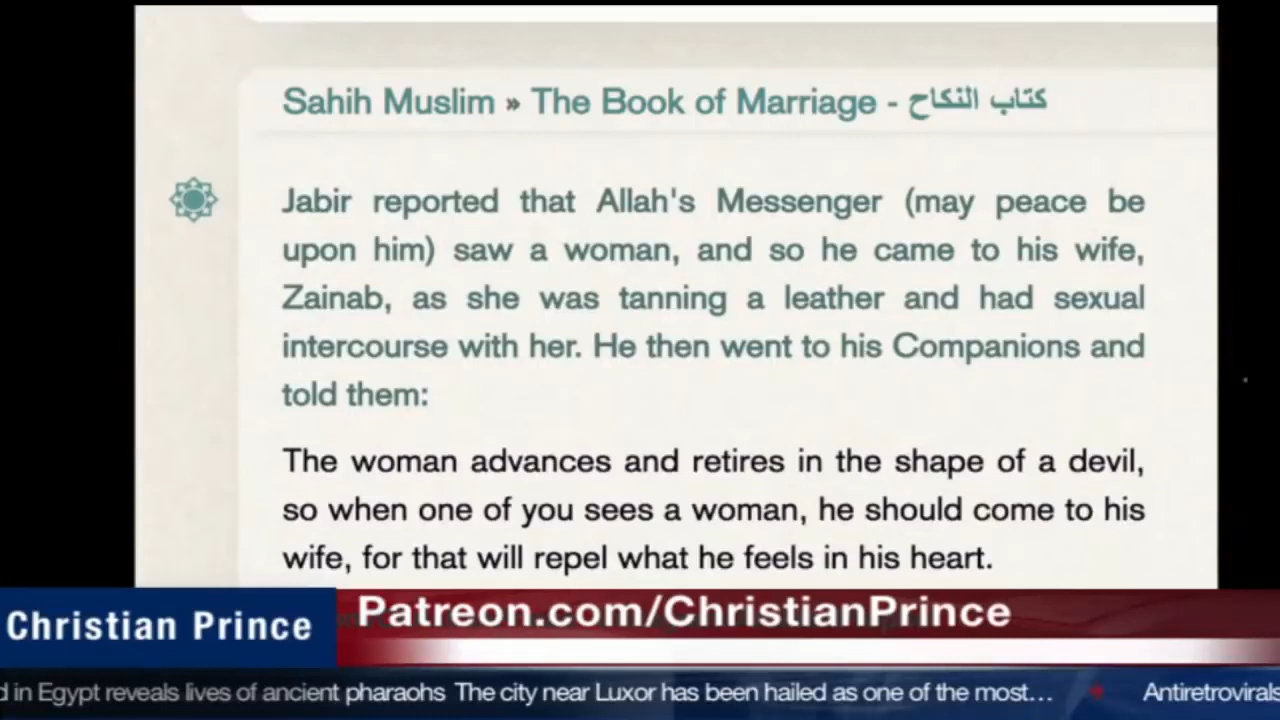 Sahih Muslim » The Book of Marriage - كتاب النكاح
Jabir reported that Allah's Messenger (may peace be
upon him) saw a woman, and so he came to his wife,
Zainab, as she was tanning a leather and had sexual
intercourse with her. He then went to his Companions and
told them:
The woman advances and retires in the shape of a devil,
so when one of you sees a woman, he should come to his
wife, for that will repel what he feels in his heart.
Christian Prince
Patreon.com/ChristianPrince
d in Egypt reveals lives of ancient pharaohs The city near Luxor has been hailed as one of the most... Antiretrovirals